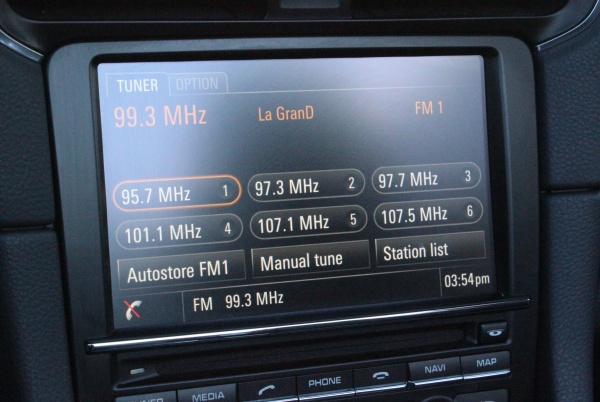 TUNER OPTION
99.3 MHz La GranD FM 1
95.7 MHz 1 97.3 MHz 2 97.7 MHz 3
101.1 MHz 4 107.1 MHz 5 107.5 MHz 6
Autostore FM1 Manual tune Station list
FM 99.3 MHz 03:54pm
NAVI MAP
TUNER MEDIA PHONE